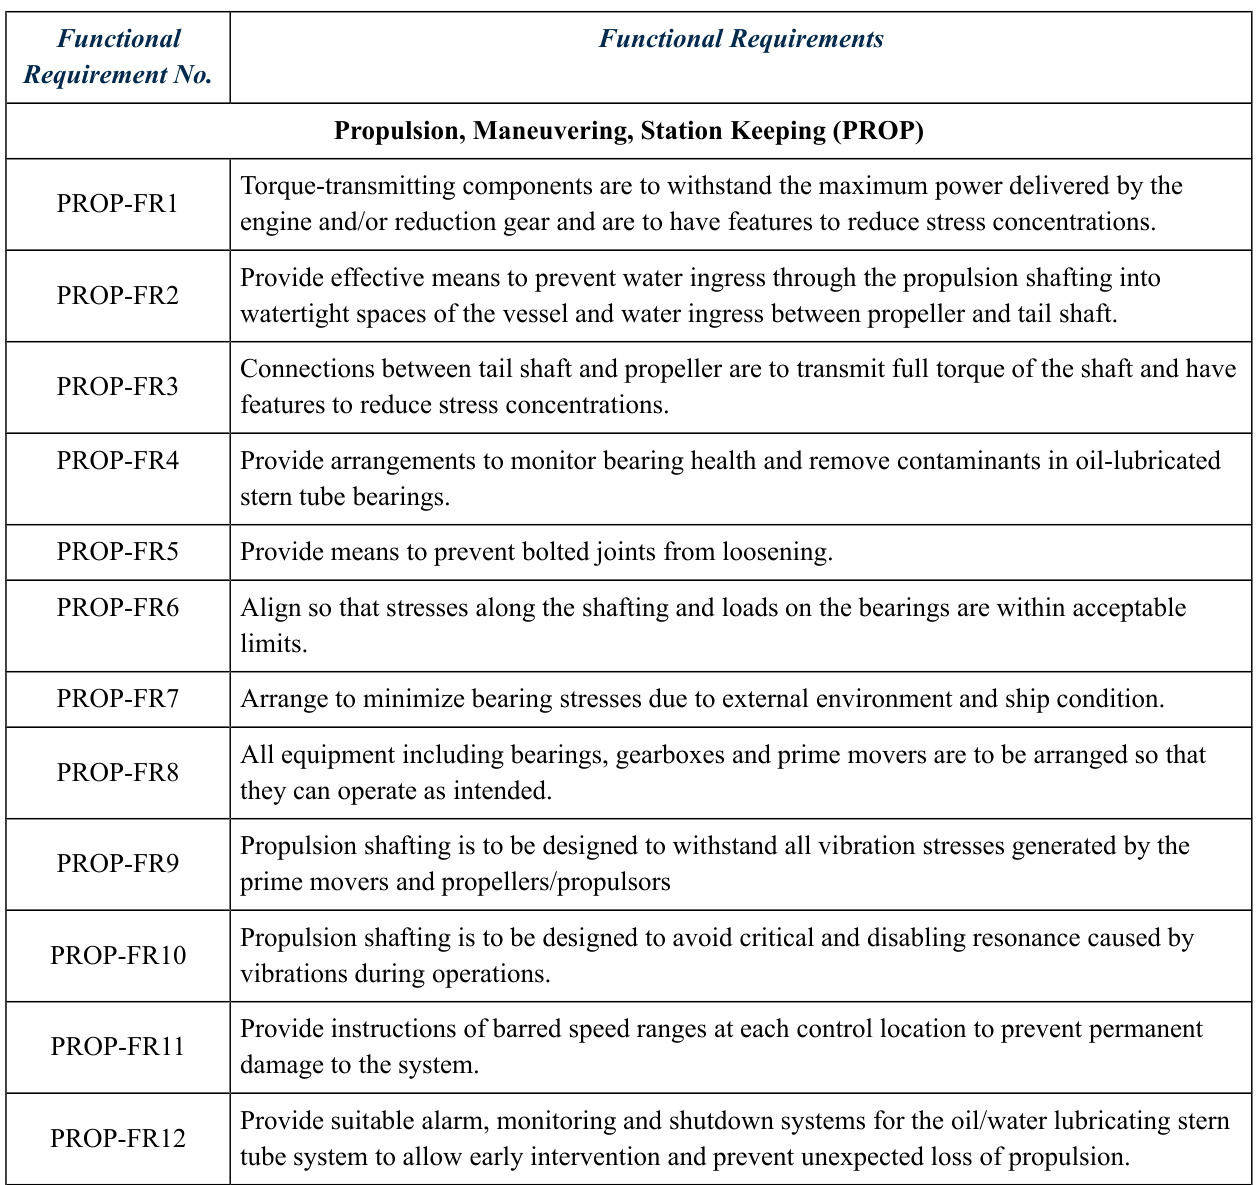 Functional
Requirement No.
Functional Requirements
Propulsion, Maneuvering, Station Keeping (PROP)
PROP-FR1
Torque-transmitting components are to withstand the maximum power delivered by the
engine and/or reduction gear and are to have features to reduce stress concentrations.
PROP-FR2
Provide effective means to prevent water ingress through the propulsion shafting into
watertight spaces of the vessel and water ingress between propeller and tail shaft.
PROP-FR3
Connections between tail shaft and propeller are to transmit full torque of the shaft and have
features to reduce stress concentrations.
PROP-FR4
Provide arrangements to monitor bearing health and remove contaminants in oil-lubricated
stern tube bearings.
PROP-FR5
Provide means to prevent bolted joints from loosening.
PROP-FR6
Align so that stresses along the shafting and loads on the bearings are within acceptable
limits.
PROP-FR7
Arrange to minimize bearing stresses due to external environment and ship condition.
PROP-FR8
All equipment including bearings, gearboxes and prime movers are to be arranged so that
they can operate as intended.
PROP-FR9
Propulsion shafting is to be designed to withstand all vibration stresses generated by the
prime movers and propellers/propulsors
PROP-FR10
Propulsion shafting is to be designed to avoid critical and disabling resonance caused by
vibrations during operations.
PROP-FR11
Provide instructions of barred speed ranges at each control location to prevent permanent
damage to the system.
PROP-FR12
Provide suitable alarm, monitoring and shutdown systems for the oil/water lubricating stern
tube system to allow early intervention and prevent unexpected loss of propulsion.